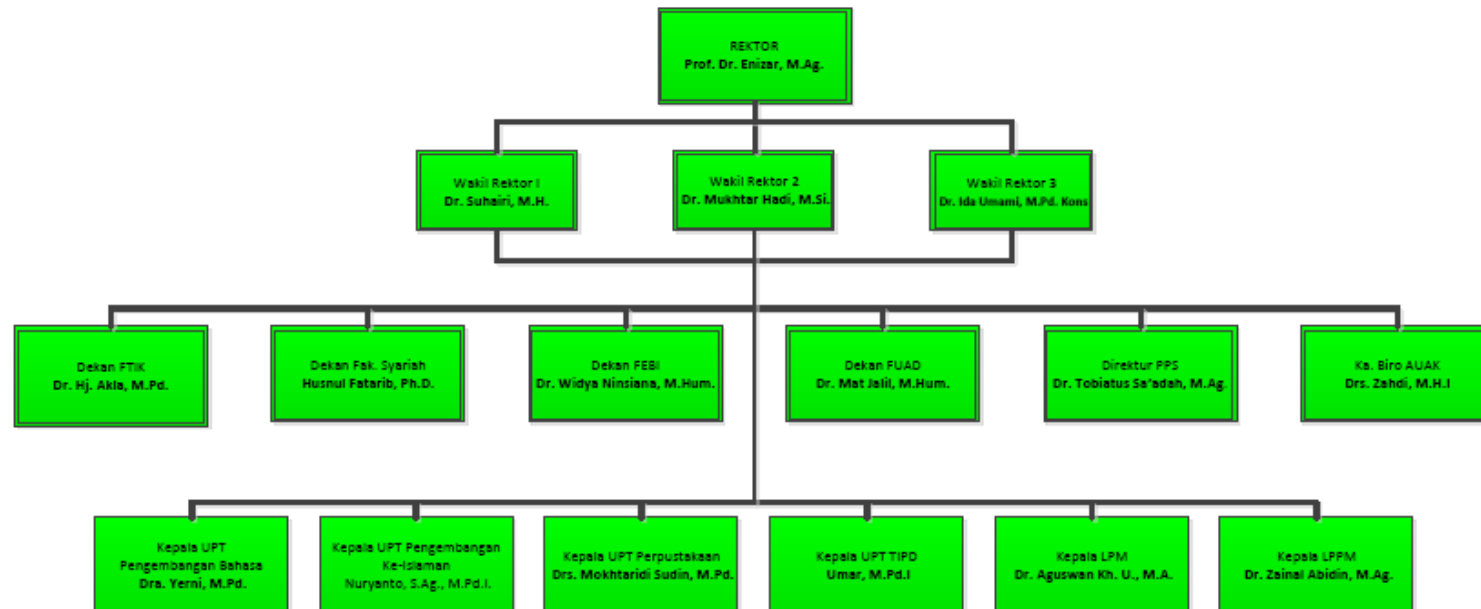 REKTOR
Prof. Dr. Enizar, M.Ag.
Wakil Rektor I
Dr. Suhairi, M.H.
Wakil Rektor 2
Dr. Mukhtar Hadi, M.Si.
Wakil Rektor 3
Dr. Ida Umami, M.Pd. Kons
Dekan FTIK
Dr. Hj. Akla, M.Pd.
Dekan Fak. Syariah
Husnul Fatarib, Ph.D.
Dekan FEBI
Dr. Widya Ninsiana, M.Hum.
Dekan FUAD
Dr. Mat Jalil, M.Hum.
Direktur PPS
Dr. Tobiatus Sa'adah, M.Ag.
Ka. Biro AUAK
Drs. Zahdi, M.H.I
Kepala UPT
Pengembangan Bahasa
Dra. Yerni, M.Pd.
Kepala UPT Pengembangan
Ke-Islaman
Nuryanto, S.Ag., M.Pd.I.
Kepala UPT Perpustakaan
Drs. Mokhtaridi Sudin, M.Pd.
Kepala UPT TIPD
Umar, M.Pd.I
Kepala LPM
Dr. Aguswan Kh. U., M.A.
Kepala LPPM
Dr. Zainal Abidin, M.Ag.